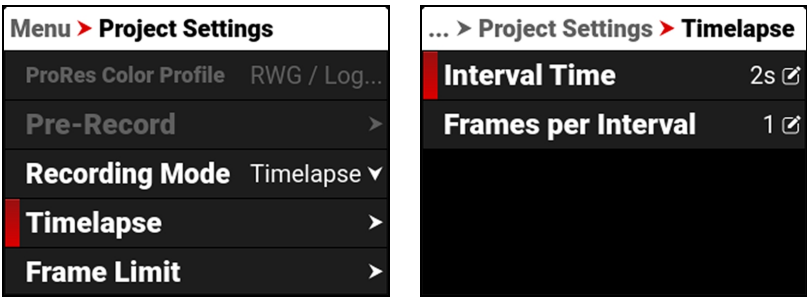 Menu ➤ Project Settings
ProRes Color Profile RWG / Log...
Pre-Record
Recording Mode Timelapse
Timelapse
Frame Limit
... ➤ Project Settings ➤ Timelapse
Interval Time 2s
Frames per Interval 1